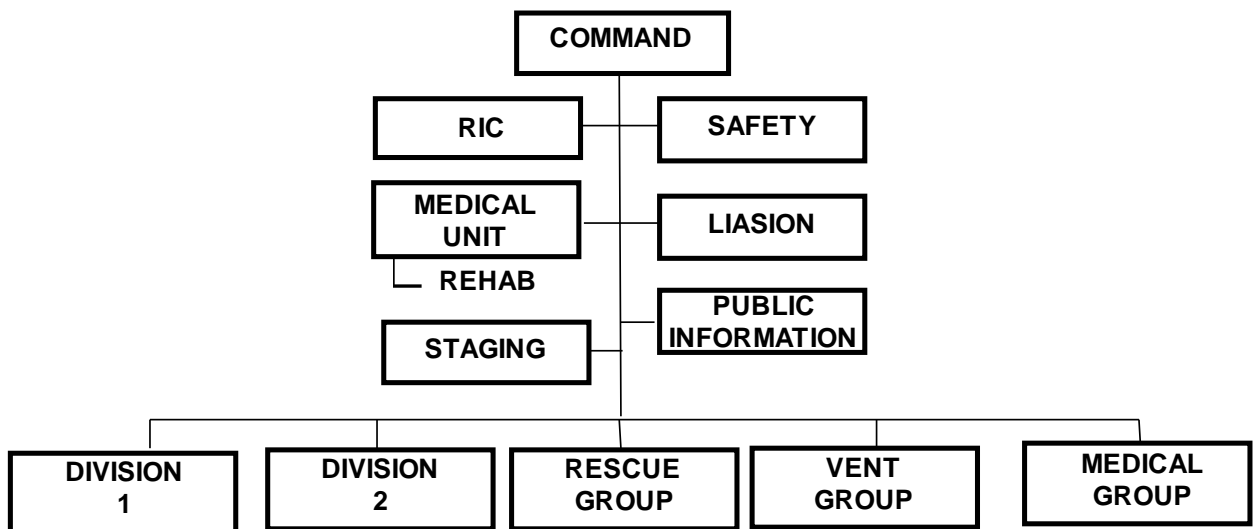 COMMAND
RIC
SAFETY
MEDICAL
UNIT
LIASION
REHAB
PUBLIC
INFORMATION
STAGING
DIVISION
1
DIVISION
2
RESCUE
GROUP
VENT
GROUP
MEDICAL
GROUP